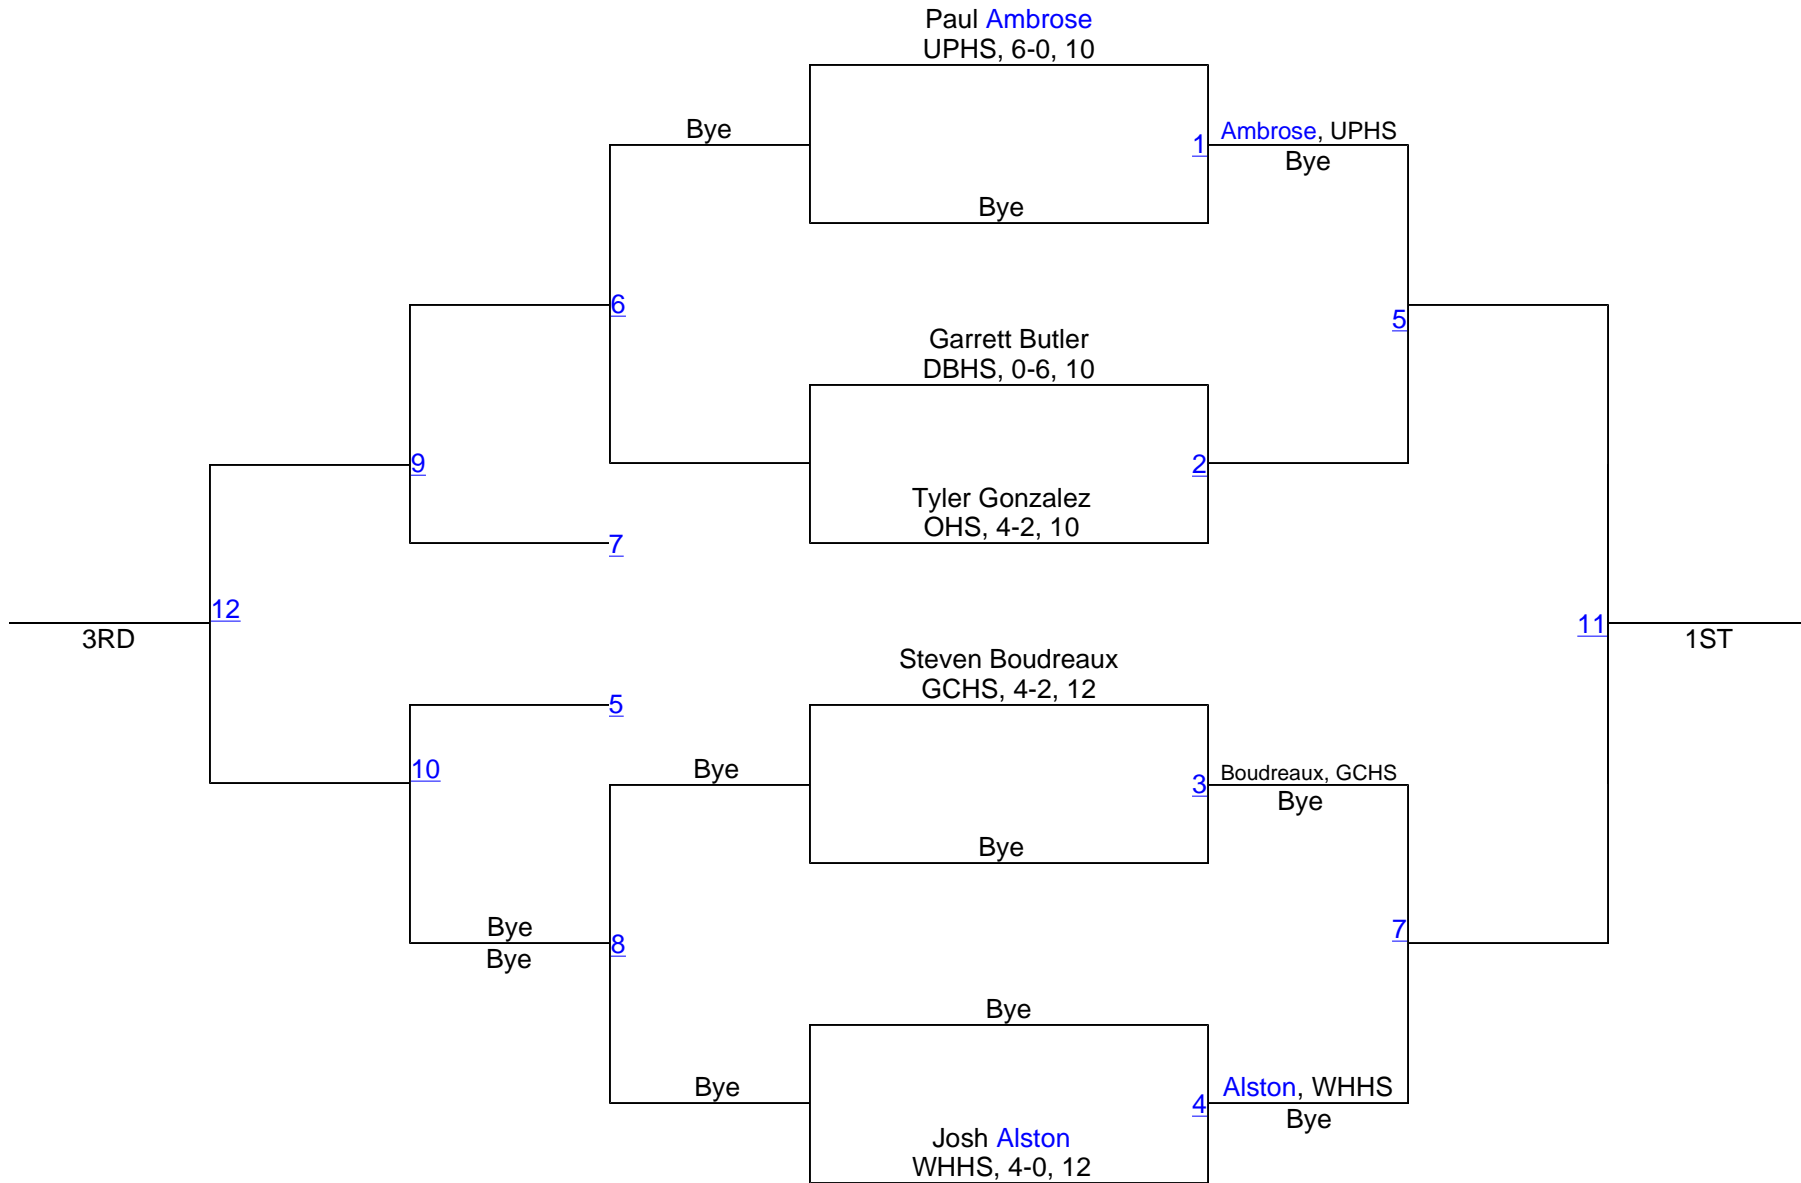 Paul Ambrose
UPHS, 6-0, 10
Bye
1
Ambrose, UPHS
Bye
Bye
6
5
Garrett Butler
DBHS, 0-6, 10
9
2
Tyler Gonzalez
OHS, 4-2, 10
7
12
3RD
11
1ST
Steven Boudreaux
GCHS, 4-2, 12
5
10
Bye
3
Boudreaux, GCHS
Bye
Bye
Bye
Bye
8
7
Bye
Bye
4
Alston, WHHS
Bye
Josh Alston
WHHS, 4-0, 12